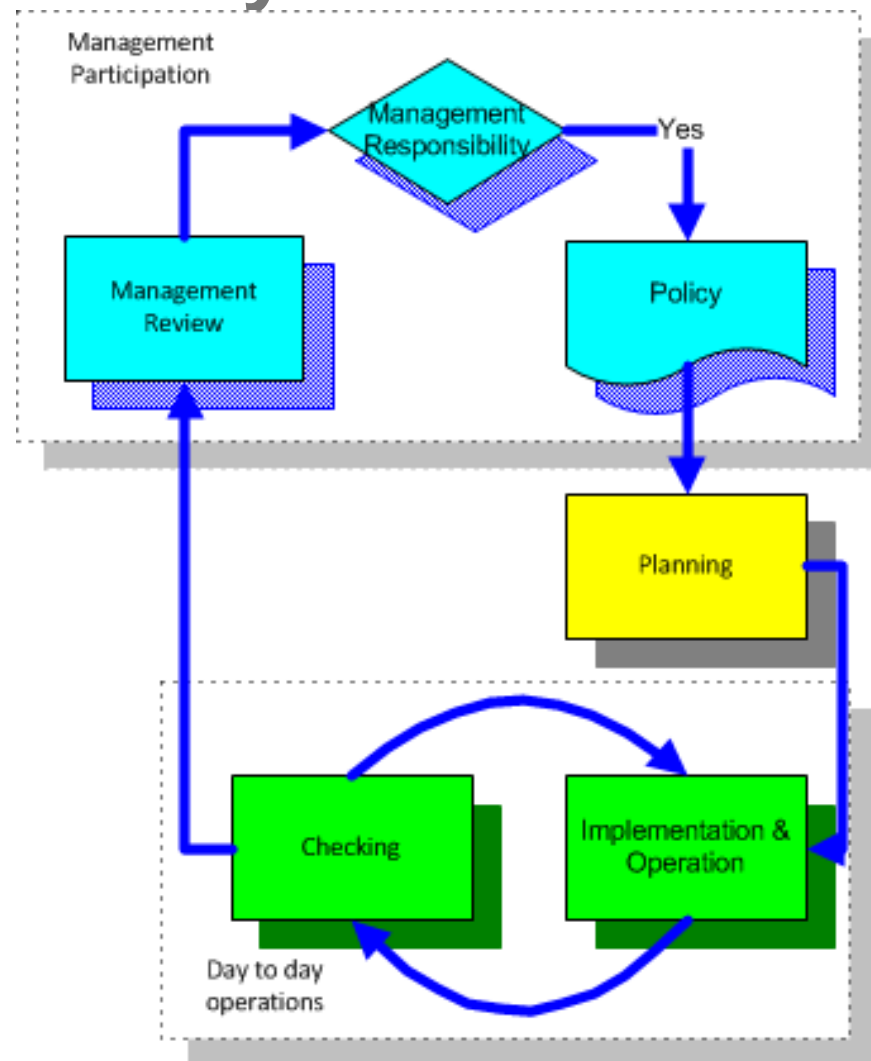 Management
Participation
Management
Responsibility
Yes
Management
Review
Policy
Planning
Checking
Implementation &
Operation
Day to day
operations